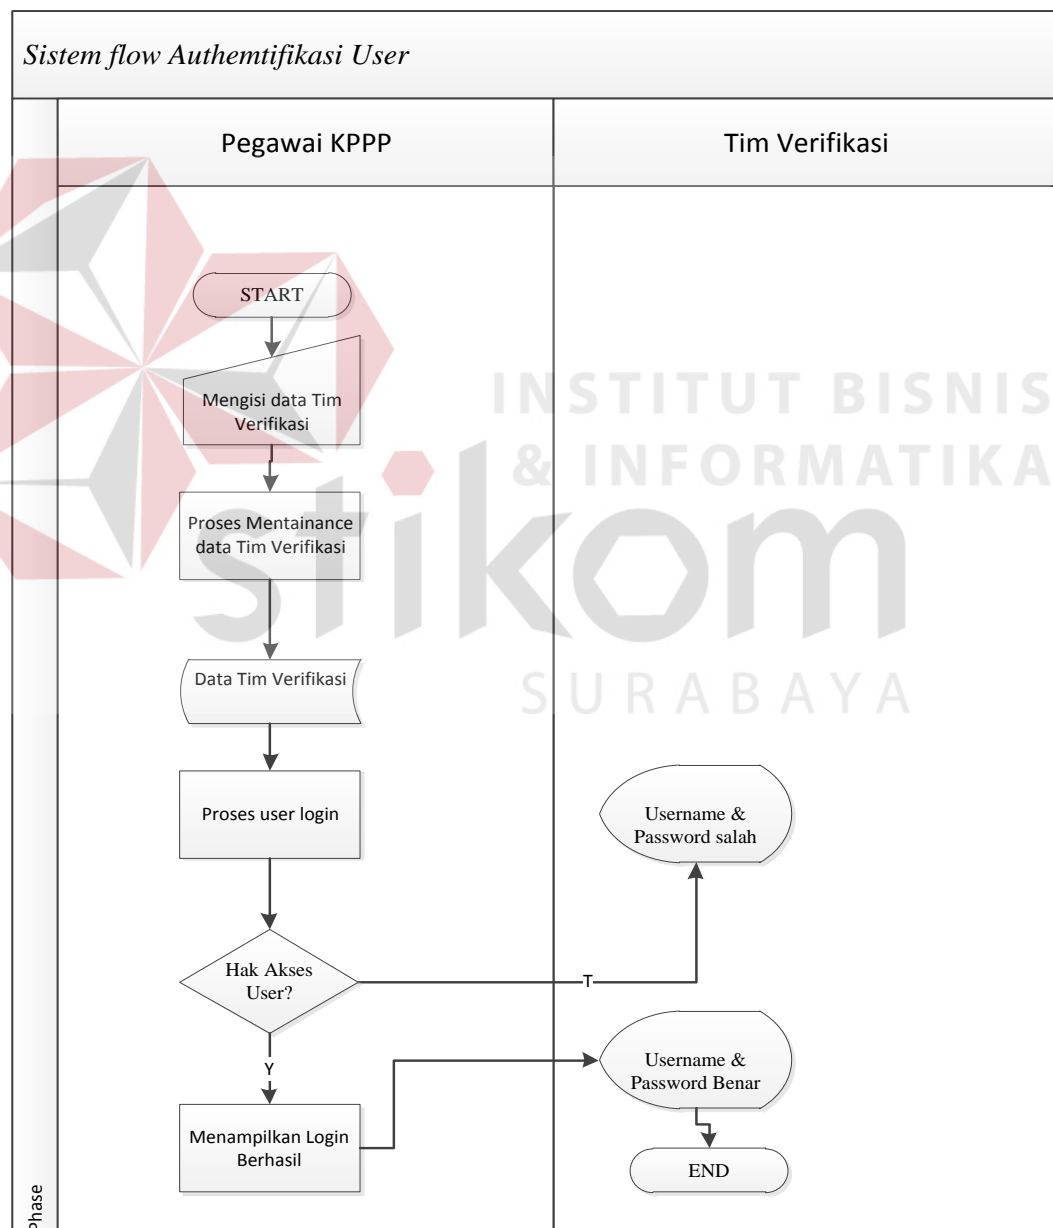 Sistem flow Authemtifikasi User
Pegawai KPPP
Tim Verifikasi
START
Mengisi data Tim
Verifikasi
Proses Mentainance
data Tim Verifikasi
Data Tim Verifikasi
Proses user login
Hak Akses
User?
T
Y
Menampilkan Login
Berhasil
Username &
Password salah
Username &
Password Benar
END
Phase
INSTITUT BISNIS
& INFORMATIKA
stikom
SURABAYA